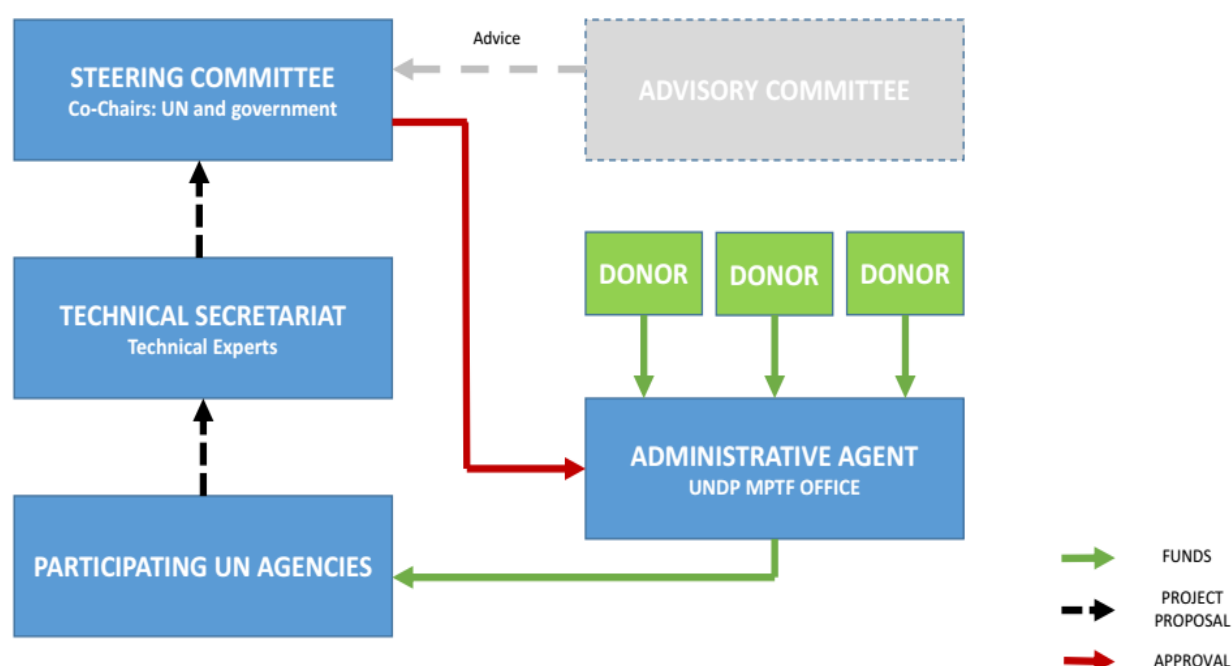 Advice
STEERING COMMITTEE
Co-Chairs: UN and government
ADVISORY COMMITTEE
DONOR
DONOR
DONOR
TECHNICAL SECRETARIAT
Technical Experts
ADMINISTRATIVE AGENT
UNDP MPTF OFFICE
PARTICIPATING UN AGENCIES
FUNDS
PROJECT
PROPOSAL
APPROVAL